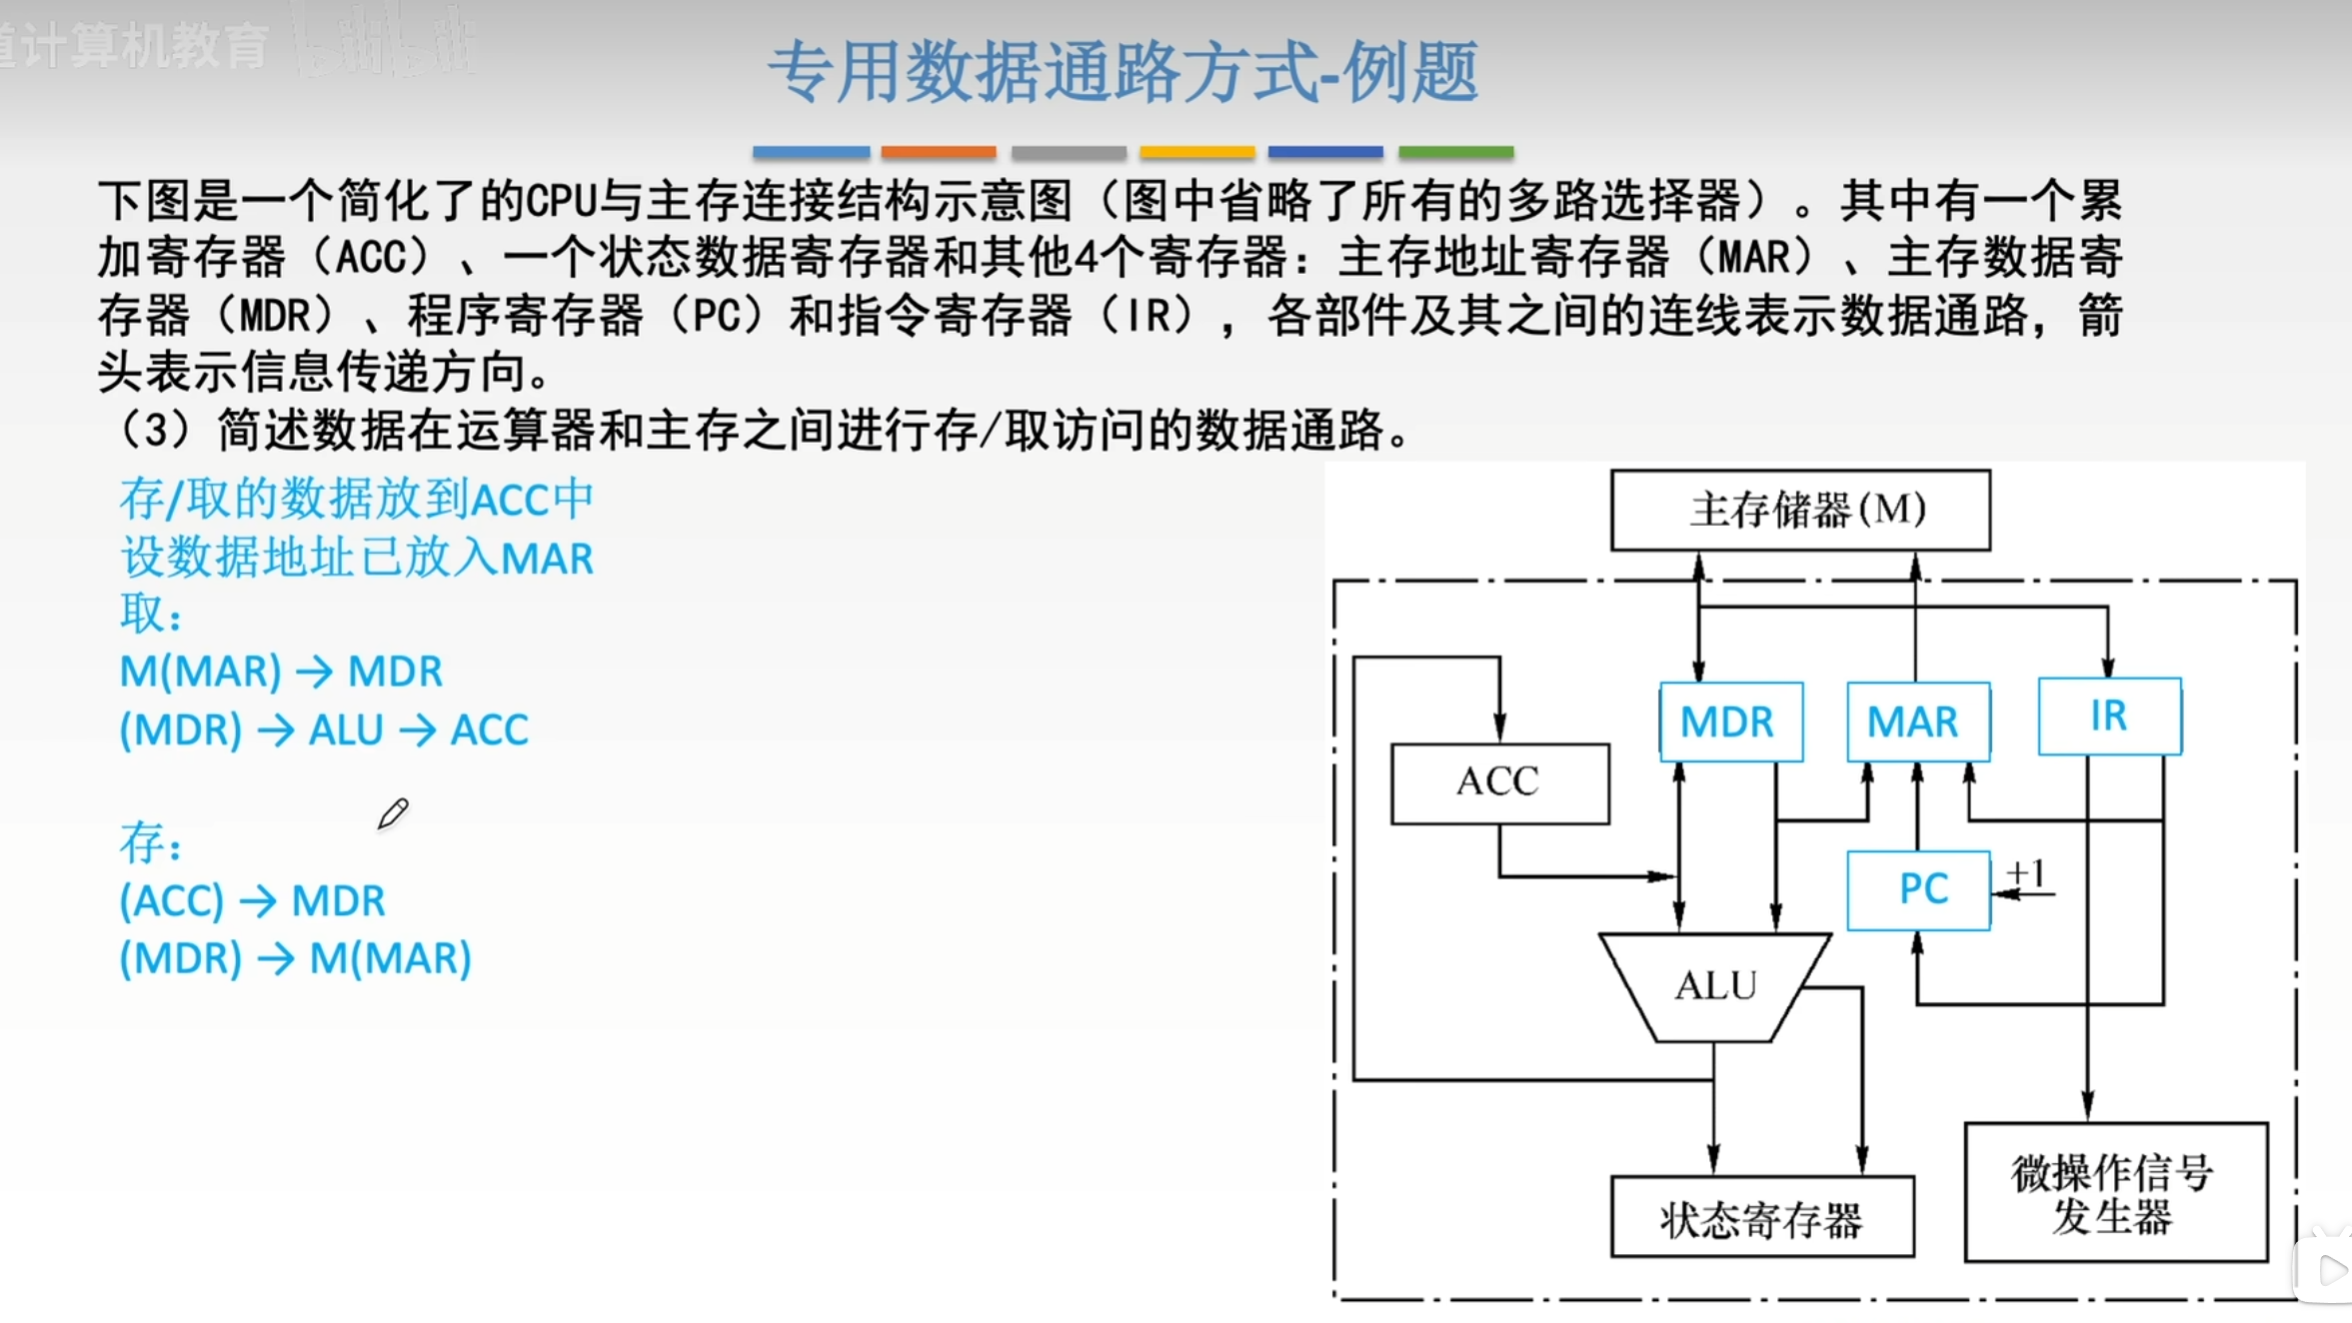 道计算机教育 bilibili
专用数据通路方式-例题
下图是一个简化了的CPU与主存连接结构示意图（图中省略了所有的多路选择器）。其中有一个累
加寄存器（ACC）、一个状态数据寄存器和其他4个寄存器：主存地址寄存器（MAR）、主存数据寄
存器（MDR）、程序寄存器（PC）和指令寄存器（IR），各部件及其之间的连线表示数据通路，箭
头表示信息传递方向。
（3）简述数据在运算器和主存之间进行存/取访问的数据通路。
存/取的数据放到ACC中
设数据地址已放入MAR
取：
M(MAR) → MDR
(MDR) → ALU → ACC
存：
(ACC) → MDR
(MDR) → M(MAR)
主存储器(M)
MDR
MAR
IR
ACC
PC
+1
ALU
状态寄存器
微操作信号
发生器